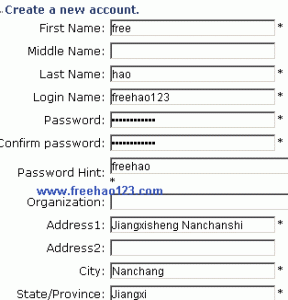 Create a new account.
First Name: free *
Middle Name:
Last Name: hao *
Login Name: freehao123 *
Password: •••••••••••• *
Confirm password: •••••••••••• *
Password Hint: freehao
*
www.freehao123.com
Organization:
Address1: Jiangxisheng Nanchanshi *
Address2:
City: Nanchang *
State/Province: Jiangxi *